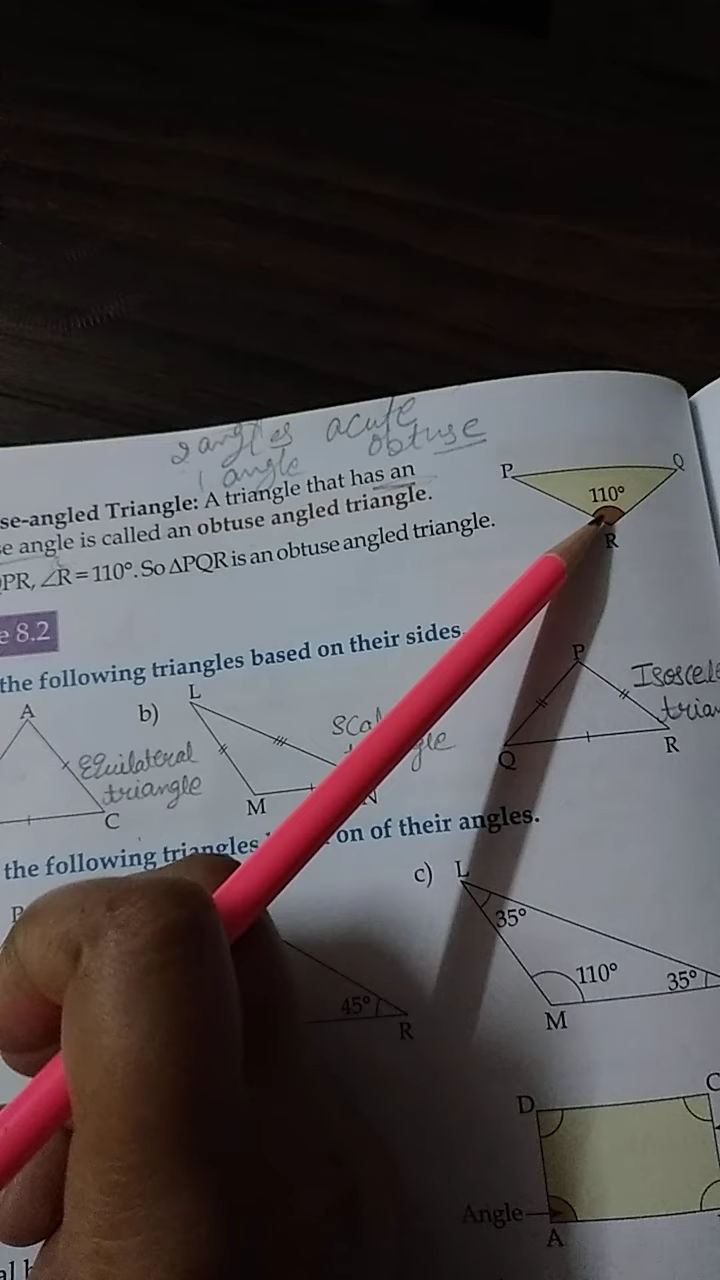 2 angles acute
1 angle obtuse
se-angled Triangle: A triangle that has an
e angle is called an obtuse angled triangle.
PR, ∠R = 110°. So ΔPQR is an obtuse angled triangle.
P
Q
110°
R
e 8.2
the following triangles based on their sides
A
C
Equilateral
triangle
b)
L
M
N
Scal
gle
P
Q
R
Isoscele
tria
the following triangles
on of their angles.
P
45°
R
c)
L
35°
110°
35°
M
D
C
Angle
A